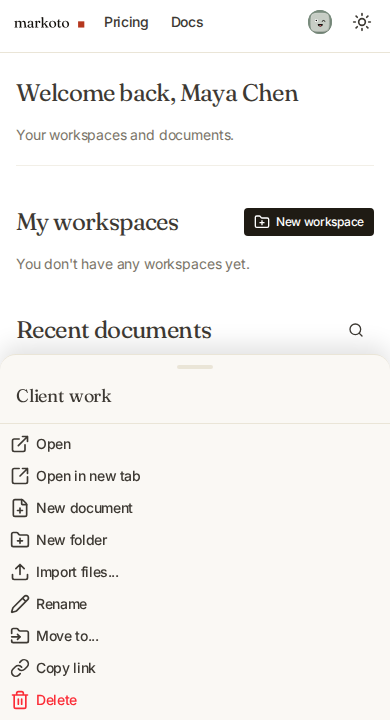 markoto
Pricing
Docs
Welcome back, Maya Chen
Your workspaces and documents.
My workspaces
New workspace
You don't have any workspaces yet.
Recent documents
Client work
Open
Open in new tab
New document
New folder
Import files...
Rename
Move to...
Copy link
Delete